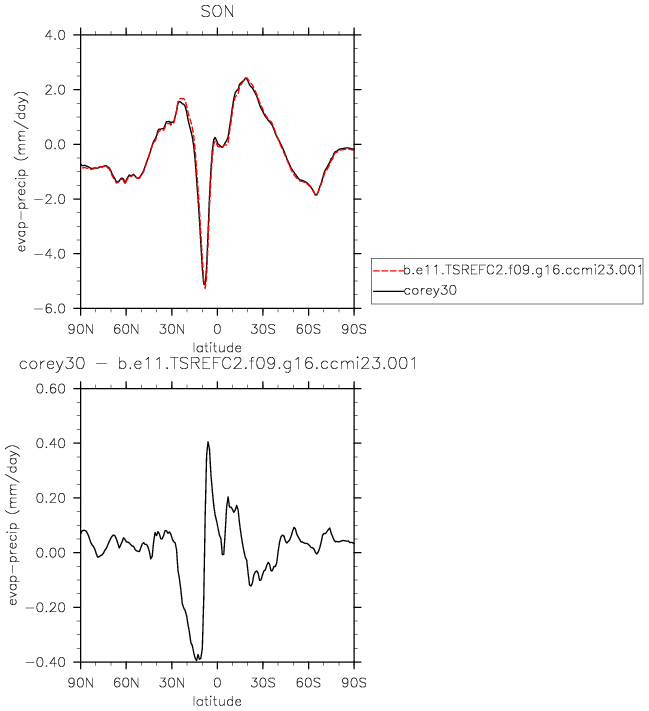 SON
4.0
2.0
0.0
−2.0
−4.0
−6.0
evap−precip (mm/day)
90N 60N 30N 0 30S 60S 90S
latitude
b.e11.TSREFC2.f09.g16.ccmi23.001
corey30
corey30 − b.e11.TSREFC2.f09.g16.ccmi23.001
0.60
0.40
0.20
0.00
−0.20
−0.40
evap−precip (mm/day)
90N 60N 30N 0 30S 60S 90S
latitude